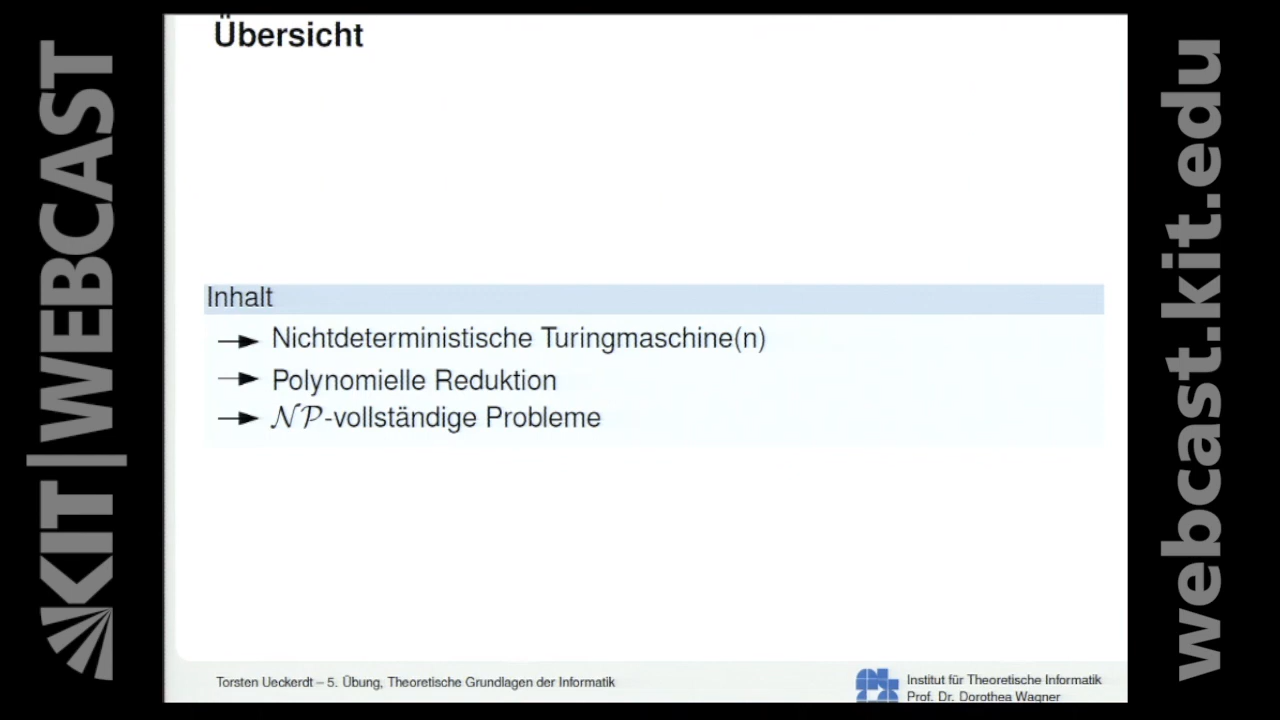 Übersicht
Inhalt
Nichtdeterministische Turingmaschine(n)
Polynomielle Reduktion
NP-vollständige Probleme
Torsten Ueckerdt – 5. Übung, Theoretische Grundlagen der Informatik
Institut für Theoretische Informatik
Prof. Dr. Dorothea Wagner
KIT|WEBCAST
webcast.kit.edu